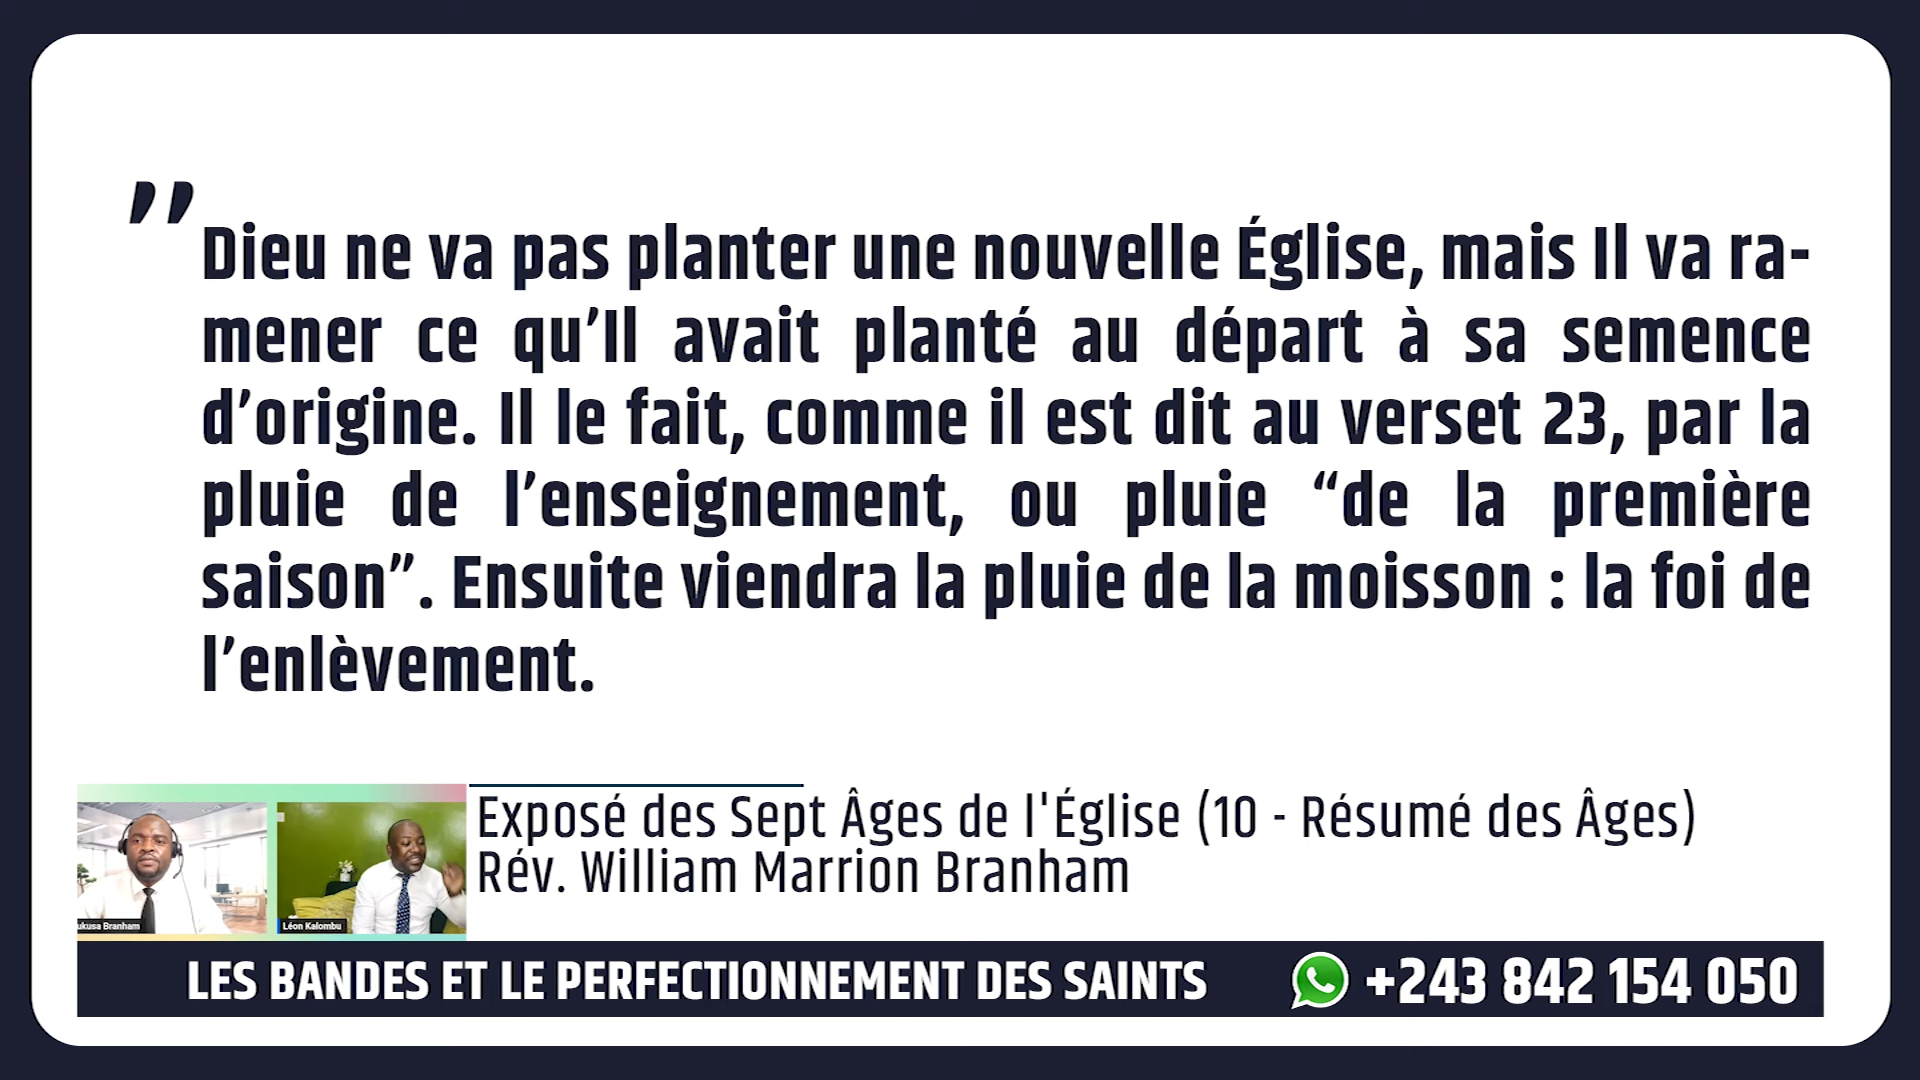 ”
Dieu ne va pas planter une nouvelle Église, mais Il va ra-
mener ce qu’Il avait planté au départ à sa semence
d’origine. Il le fait, comme il est dit au verset 23, par la
pluie de l’enseignement, ou pluie “de la première
saison”. Ensuite viendra la pluie de la moisson : la foi de
l’enlèvement.
Exposé des Sept Âges de l'Église (10 - Résumé des Âges)
Rév. William Marrion Branham
ukusa Branham
Léon Kalombu
LES BANDES ET LE PERFECTIONNEMENT DES SAINTS
+243 842 154 050